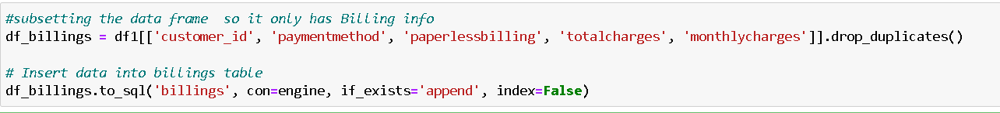 #subsetting the data frame  so it only has Billing info
df_billings = df1[['customer_id', 'paymentmethod', 'paperlessbilling', 'totalcharges', 'monthlycharges']].drop_duplicates()
# Insert data into billings table
df_billings.to_sql('billings', con=engine, if_exists='append', index=False)